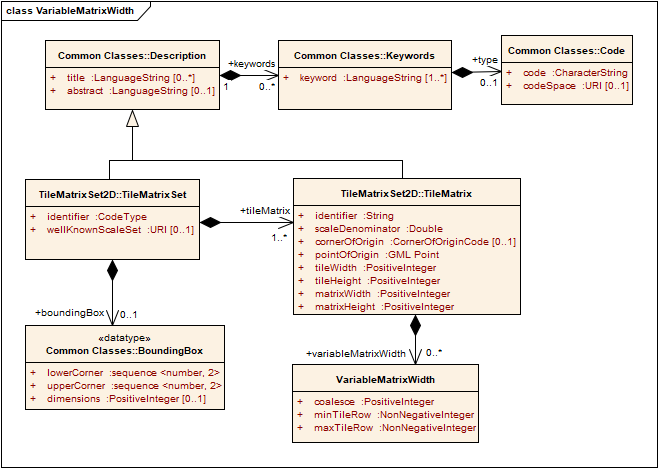 class VariableMatrixWidth
Common Classes::Description
+ title :LanguageString [0..*]
+ abstract :LanguageString [0..1]
+keywords
1
0..*
Common Classes::Keywords
+ keyword :LanguageString [1..*]
+type
0..1
Common Classes::Code
+ code :CharacterString
+ codeSpace :URI [0..1]
TileMatrixSet2D::TileMatrixSet
+ identifier :CodeType
+ wellKnownScaleSet :URI [0..1]
+tileMatrix
1..*
TileMatrixSet2D::TileMatrix
+ identifier :String
+ scaleDenominator :Double
+ cornerOfOrigin :CornerOfOriginCode [0..1]
+ pointOfOrigin :GML Point
+ tileWidth :PositiveInteger
+ tileHeight :PositiveInteger
+ matrixWidth :PositiveInteger
+ matrixHeight :PositiveInteger
+boundingBox
0..1
«datatype»
Common Classes::BoundingBox
+ lowerCorner :sequence <number, 2>
+ upperCorner :sequence <number, 2>
+ dimensions :PositiveInteger [0..1]
+variableMatrixWidth
0..*
VariableMatrixWidth
+ coalesce :PositiveInteger
+ minTileRow :NonNegativeInteger
+ maxTileRow :NonNegativeInteger